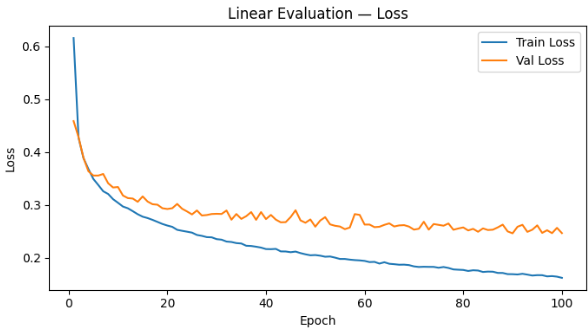 Linear Evaluation — Loss
Train Loss
Val Loss
Loss
0.6
0.5
0.4
0.3
0.2
0
20
40
60
80
100
Epoch